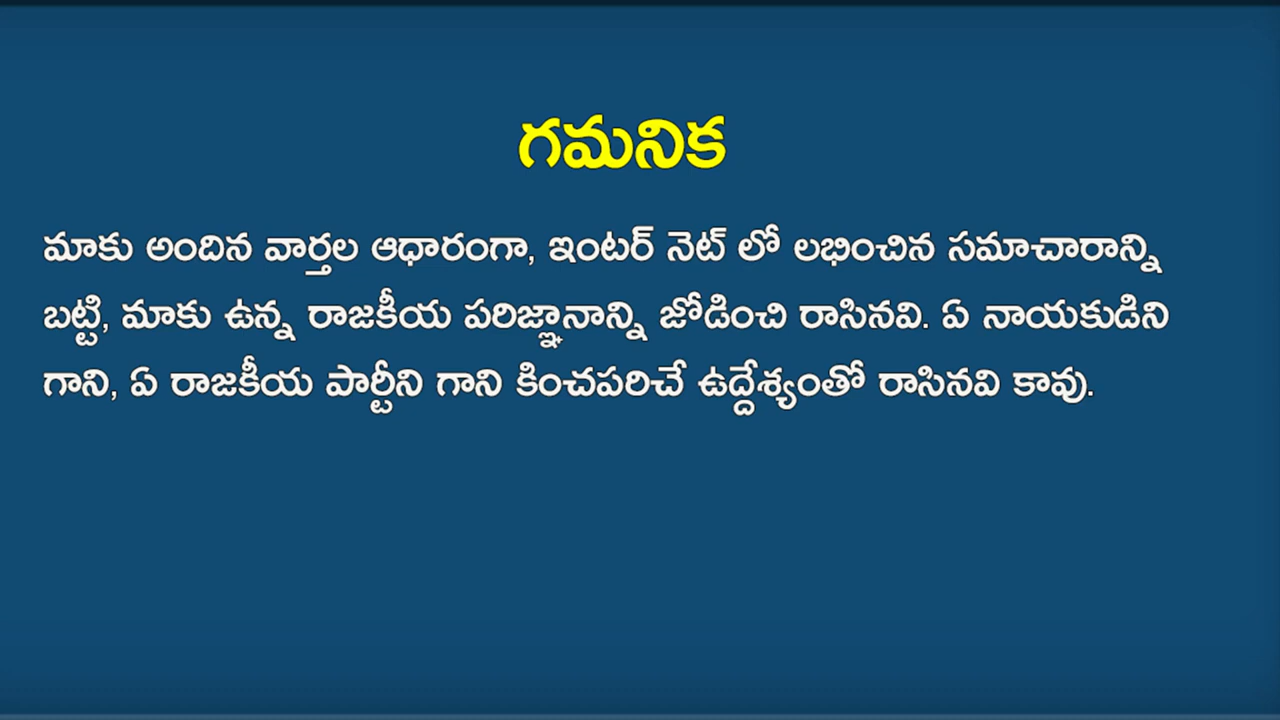 గమనిక
మాకు అందిన వార్తల ఆధారంగా, ఇంటర్ నెట్ లో లభించిన సమాచారాన్ని
బట్టి, మాకు ఉన్న రాజకీయ పరిజ్ఞానాన్ని జోడించి రాసినవి. ఏ నాయకుడిని
గాని, ఏ రాజకీయ పార్టీని గాని కించపరిచే ఉద్దేశ్యంతో రాసినవి కావు.